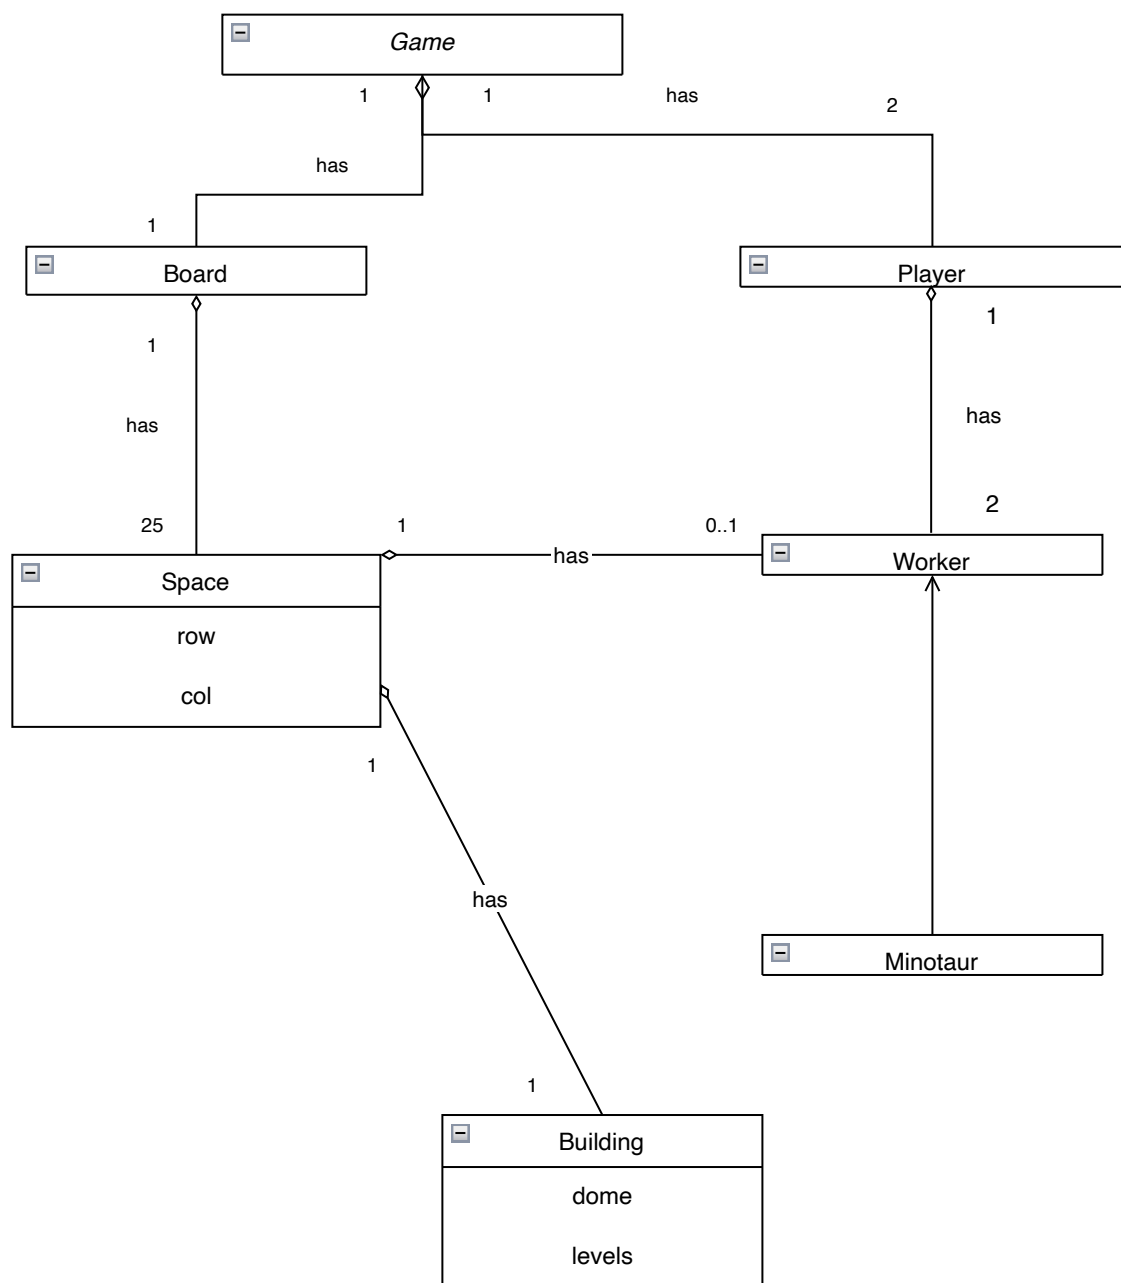 Game
1
1
has
2
has
1
Board
Player
1
1
has
has
2
25
1
0..1
has
Space
Worker
row
col
1
has
Minotaur
1
Building
dome
levels